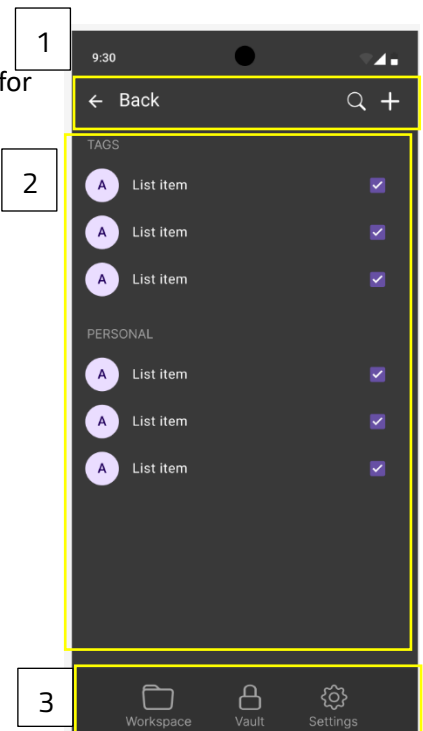 1
9:30
for
← Back
TAGS
2
A List item
A List item
A List item
PERSONAL
A List item
A List item
A List item
3
Workspace Vault Settings